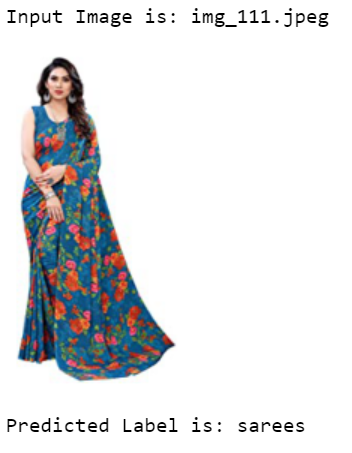 Input Image is: img_111.jpeg
Predicted Label is: sarees